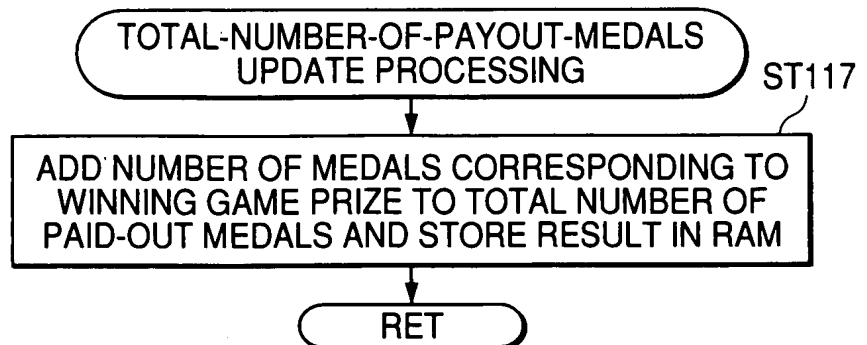 TOTAL-NUMBER-OF-PAYOUT-MEDALS
UPDATE PROCESSING
ST117
ADD NUMBER OF MEDALS CORRESPONDING TO
WINNING GAME PRIZE TO TOTAL NUMBER OF
PAID-OUT MEDALS AND STORE RESULT IN RAM
RET